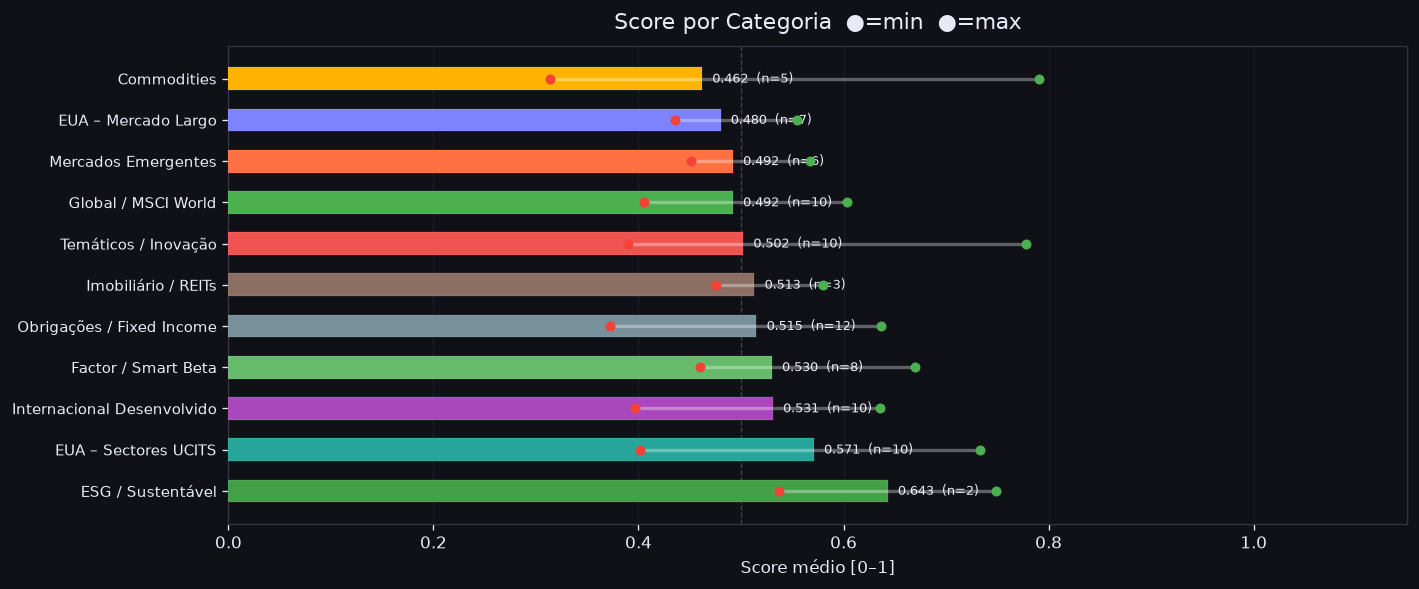 Score por Categoria ●=min ●=max
Commodities 0.462 (n=5)
EUA – Mercado Largo 0.480 (n=7)
Mercados Emergentes 0.492 (n=6)
Global / MSCI World 0.492 (n=10)
Temáticos / Inovação 0.502 (n=10)
Imobiliário / REITs 0.513 (n=3)
Obrigações / Fixed Income 0.515 (n=12)
Factor / Smart Beta 0.530 (n=8)
Internacional Desenvolvido 0.531 (n=10)
EUA – Sectores UCITS 0.571 (n=10)
ESG / Sustentável 0.643 (n=2)
0.0 0.2 0.4 0.6 0.8 1.0
Score médio [0–1]